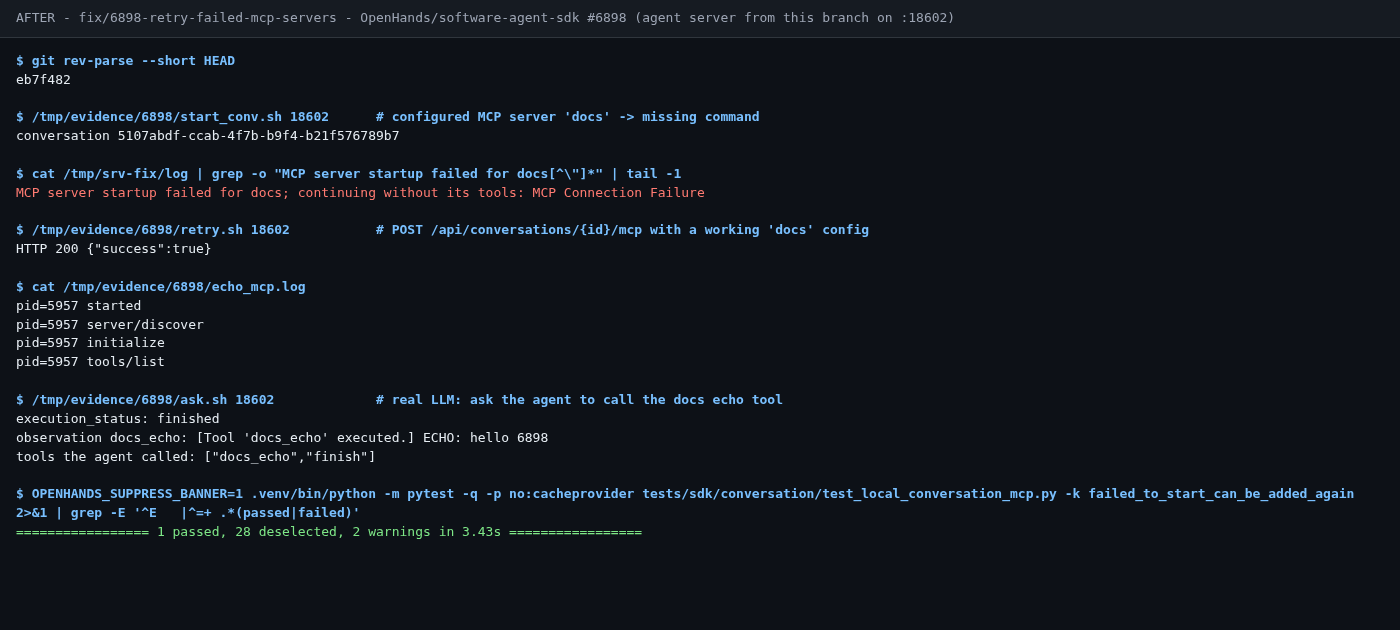 AFTER - fix/6898-retry-failed-mcp-servers - OpenHands/software-agent-sdk #6898 (agent server from this branch on :18602)
$ git rev-parse --short HEAD
eb7f482
$ /tmp/evidence/6898/start_conv.sh 18602      # configured MCP server 'docs' -> missing command
conversation 5107abdf-ccab-4f7b-b9f4-b21f576789b7
$ cat /tmp/srv-fix/log | grep -o "MCP server startup failed for docs[^\"]*" | tail -1
MCP server startup failed for docs; continuing without its tools: MCP Connection Failure
$ /tmp/evidence/6898/retry.sh 18602           # POST /api/conversations/{id}/mcp with a working 'docs' config
HTTP 200 {"success":true}
$ cat /tmp/evidence/6898/echo_mcp.log
pid=5957 started
pid=5957 server/discover
pid=5957 initialize
pid=5957 tools/list
$ /tmp/evidence/6898/ask.sh 18602             # real LLM: ask the agent to call the docs echo tool
execution_status: finished
observation docs_echo: [Tool 'docs_echo' executed.] ECHO: hello 6898
tools the agent called: ["docs_echo","finish"]
$ OPENHANDS_SUPPRESS_BANNER=1 .venv/bin/python -m pytest -q -p no:cacheprovider tests/sdk/conversation/test_local_conversation_mcp.py -k failed_to_start_can_be_added_again
2>&1 | grep -E '^E   |^=+ .*(passed|failed)'
================= 1 passed, 28 deselected, 2 warnings in 3.43s =================